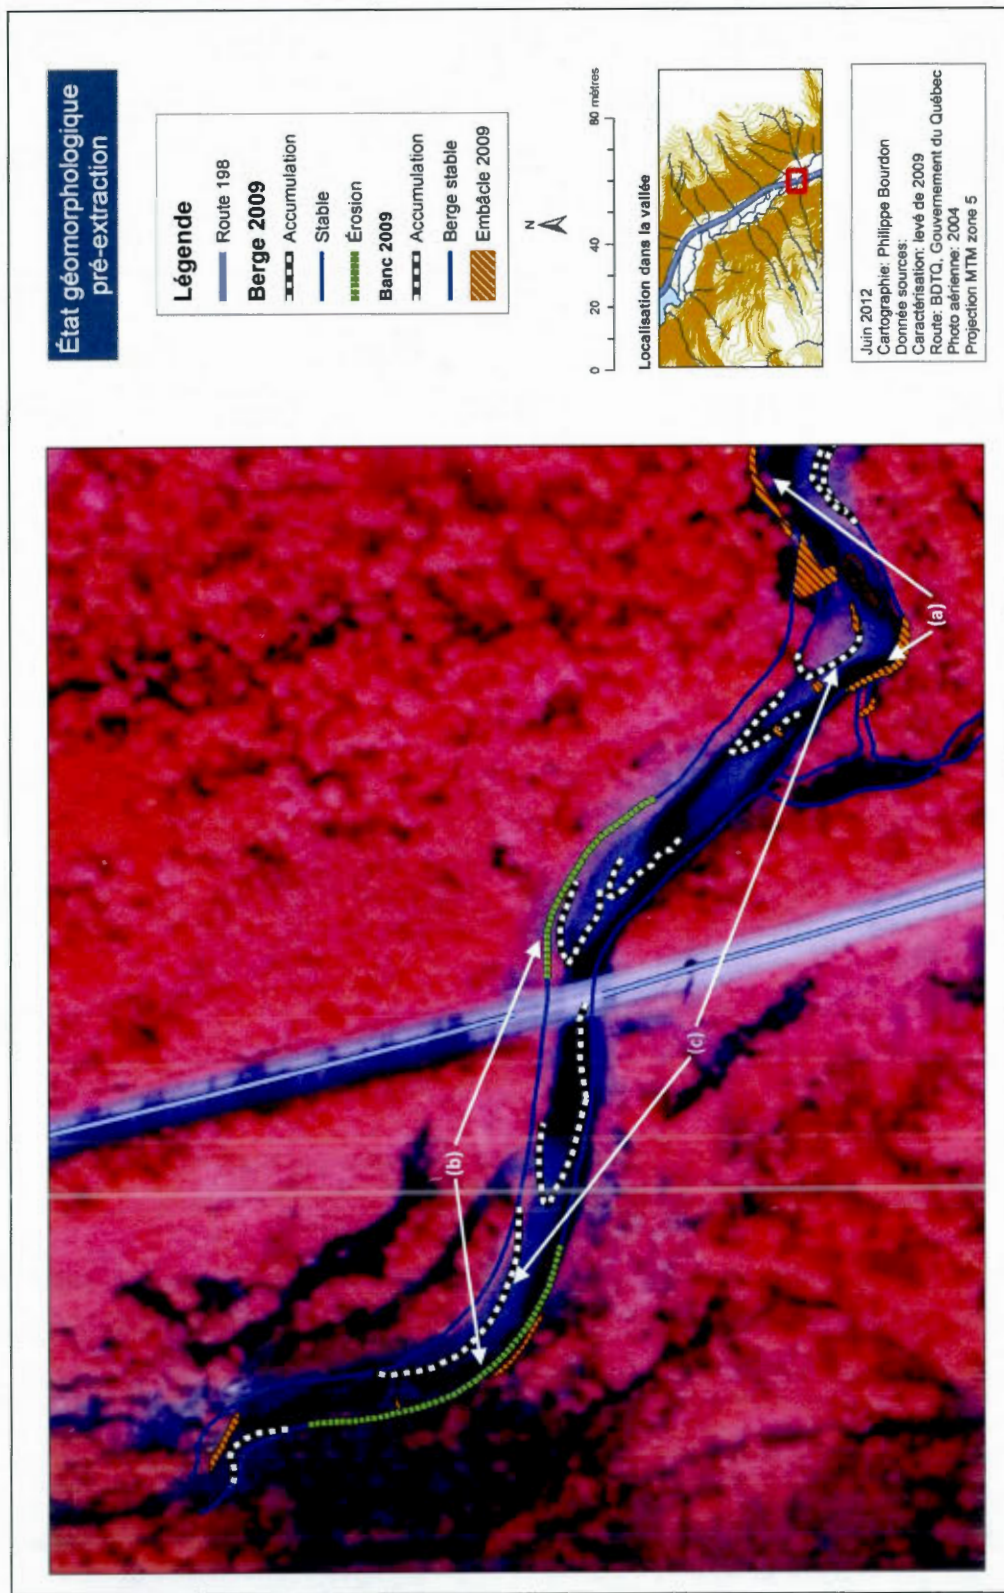 État géomorphologique
pré-extraction
Légende
Route 198
Berge 2009
Accumulation
Stable
Érosion
Banc 2009
Accumulation
Berge stable
Embâcle 2009
N
0 20 40 80 mètres
Localisation dans la vallée
Juin 2012
Cartographie: Philippe Bourdon
Donnée sources:
Caractérisation: levé de 2009
Route: BDTQ, Gouvernement du Québec
Photo aérienne: 2004
Projection MTM zone 5
(a)
(b)
(c)